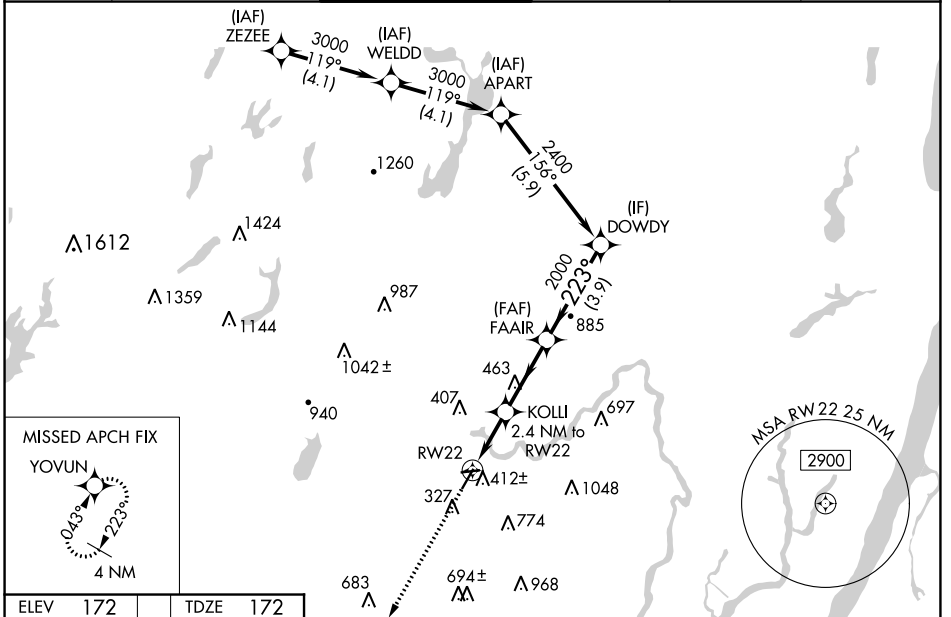 (IAF)
ZEZEE
3000
119°
(4.1)
(IAF)
WELDD
3000
119°
(4.1)
(IAF)
APART
2400
156°
(5.9)
(IF)
DOWDY
2000
223°
(3.9)
1260
1424
1612
1359
1144
987
1042 ±
940
(FAF)
FAAIR
885
463
407
KOLLI
2.4 NM to
RW22
697
RW22
412±
327
1048
774
683
694±
968
MISSED APCH FIX
YOVUN
043°
223°
4 NM
MSA RW 22 25 NM
2900
ELEV 172
TDZE 172